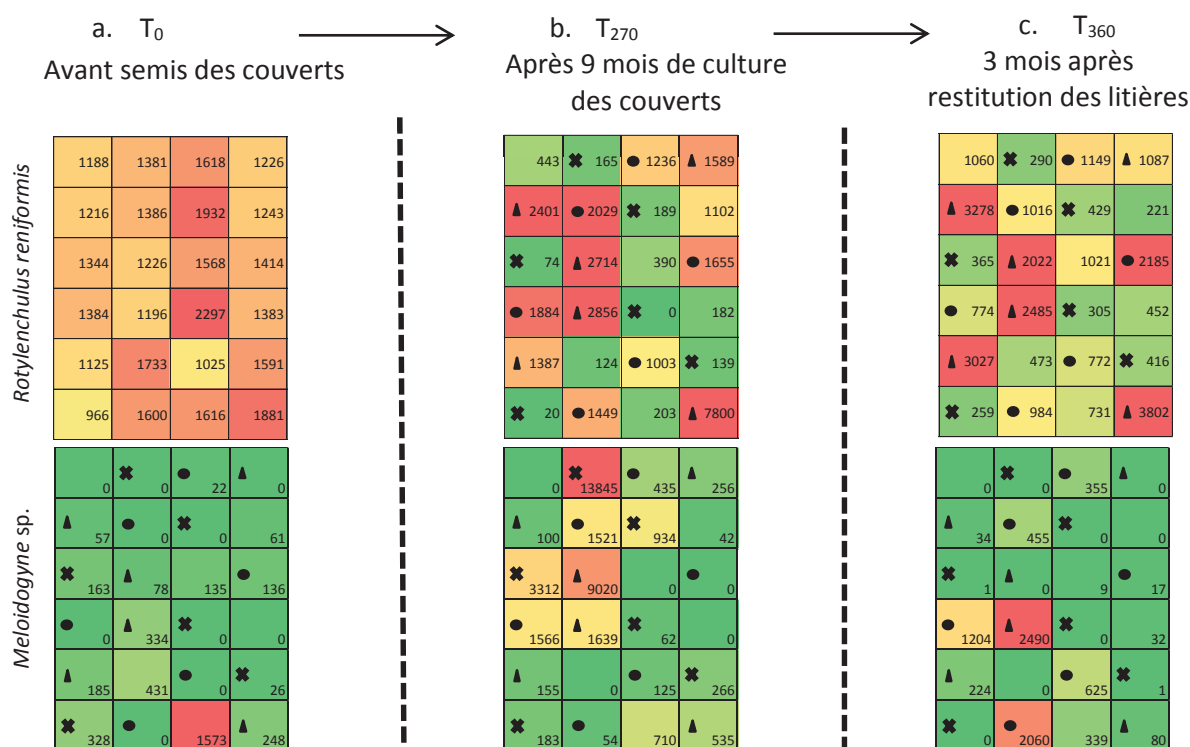 a. T0
Avant semis des couverts
b. T270
Après 9 mois de culture
des couverts
c. T360
3 mois après
restitution des litières
Rotylenchulus reniformis
1188 1381 1618 1226
1216 1386 1932 1243
1344 1226 1568 1414
1384 1196 2297 1383
1125 1733 1025 1591
966 1600 1616 1881
443 165 1236 1589
2401 2029 189 1102
74 2714 390 1655
1884 2856 0 182
1387 124 1003 139
20 1449 203 7800
1060 290 1149 1087
3278 1016 429 221
365 2022 1021 2185
774 2485 305 452
3027 473 772 416
259 984 731 3802
Meloidogyne sp.
0 0 22 0
57 0 0 61
163 78 135 136
0 334 0 0
185 431 0 26
328 0 1573 248
0 13845 435 256
100 1521 934 42
3312 9020 0 0
1566 1639 62 0
155 0 125 266
183 54 710 535
0 0 355 0
34 455 0 0
1 0 9 17
1204 2490 0 32
224 0 625 1
0 2060 339 80